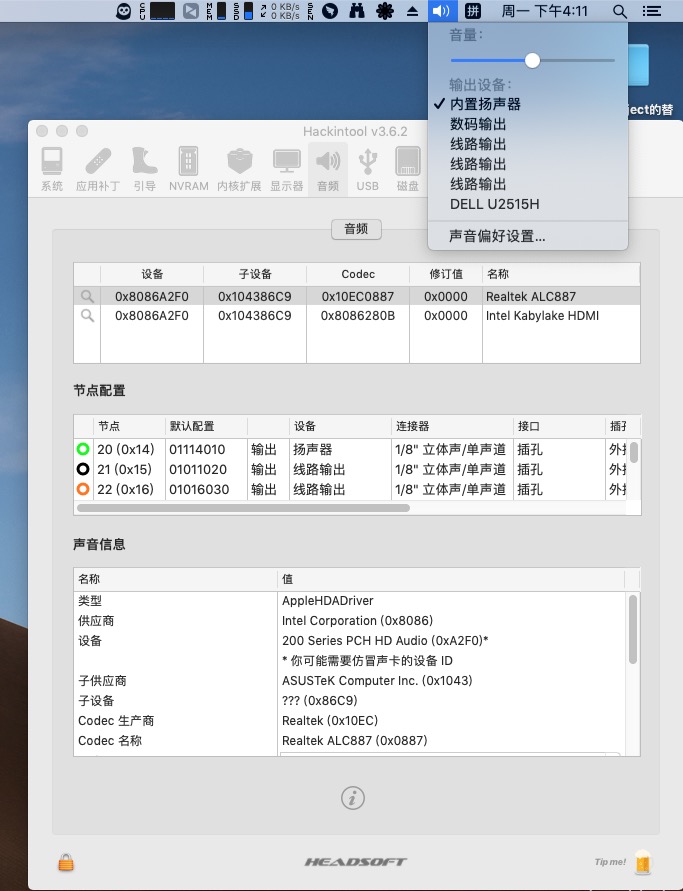 CPU
MEM
SSD
0 KB/s
0 KB/s
SEN
拼
周一 下午4:11
音量:
输出设备:
✓ 内置扬声器
数码输出
线路输出
线路输出
线路输出
DELL U2515H
声音偏好设置...
ject的替
Hackintool v3.6.2
系统 应用补丁 引导 NVRAM 内核扩展 显示器 音频 USB 磁盘
音频
设备 子设备 Codec 修订值 名称
0x8086A2F0 0x104386C9 0x10EC0887 0x0000 Realtek ALC887
0x8086A2F0 0x104386C9 0x8086280B 0x0000 Intel Kabylake HDMI
节点配置
节点 默认配置 设备 连接器 接口 插孔
20 (0x14) 01114010 输出 扬声器 1/8" 立体声/单声道 插孔 外
21 (0x15) 01011020 输出 线路输出 1/8" 立体声/单声道 插孔 外
22 (0x16) 01016030 输出 线路输出 1/8" 立体声/单声道 插孔 外
声音信息
名称 值
类型 AppleHDADriver
供应商 Intel Corporation (0x8086)
设备 200 Series PCH HD Audio (0xA2F0)*
* 你可能需要仿冒声卡的设备 ID
子供应商 ASUSTeK Computer Inc. (0x1043)
子设备 ??? (0x86C9)
Codec 生产商 Realtek (0x10EC)
Codec 名称 Realtek ALC887 (0x0887)
HEADSOFT
Tip me!